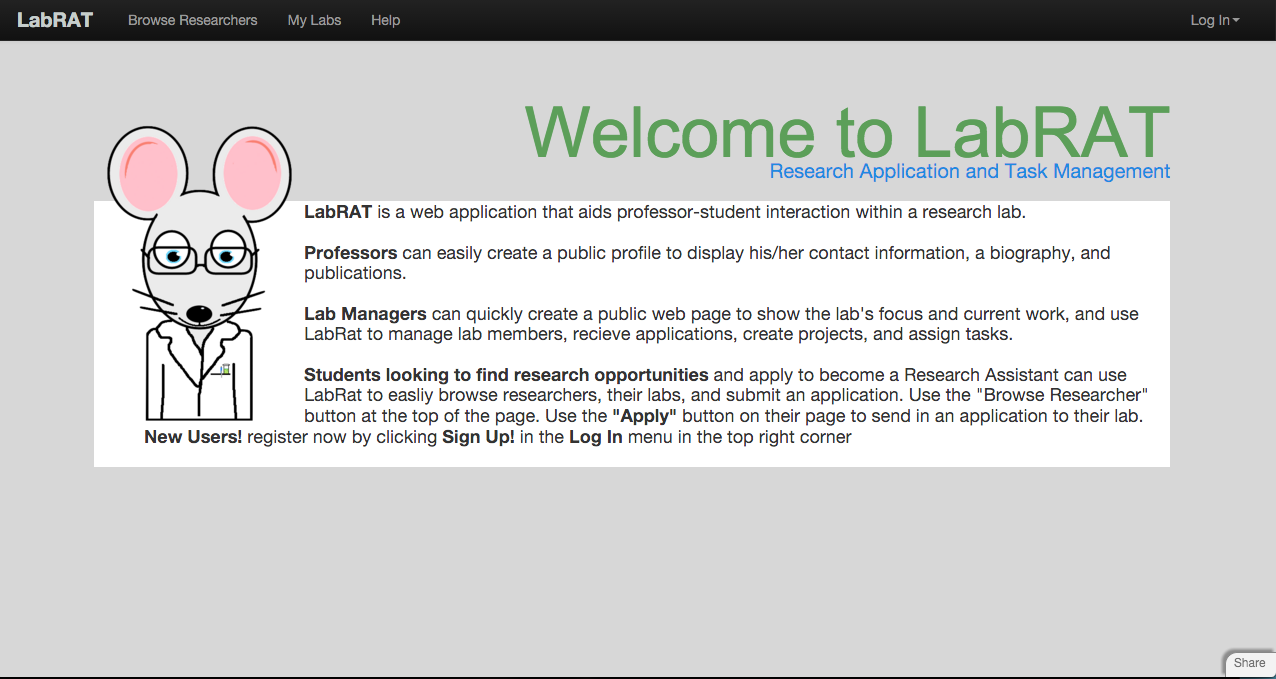 LabRAT Browse Researchers My Labs Help Log In
Welcome to LabRAT
Research Application and Task Management
LabRAT is a web application that aids professor-student interaction within a research lab.
Professors can easily create a public profile to display his/her contact information, a biography, and
publications.
Lab Managers can quickly create a public web page to show the lab's focus and current work, and use
LabRat to manage lab members, recieve applications, create projects, and assign tasks.
Students looking to find research opportunities and apply to become a Research Assistant can use
LabRat to easliy browse researchers, their labs, and submit an application. Use the "Browse Researcher"
button at the top of the page. Use the "Apply" button on their page to send in an application to their lab.
New Users! register now by clicking Sign Up! in the Log In menu in the top right corner
Share